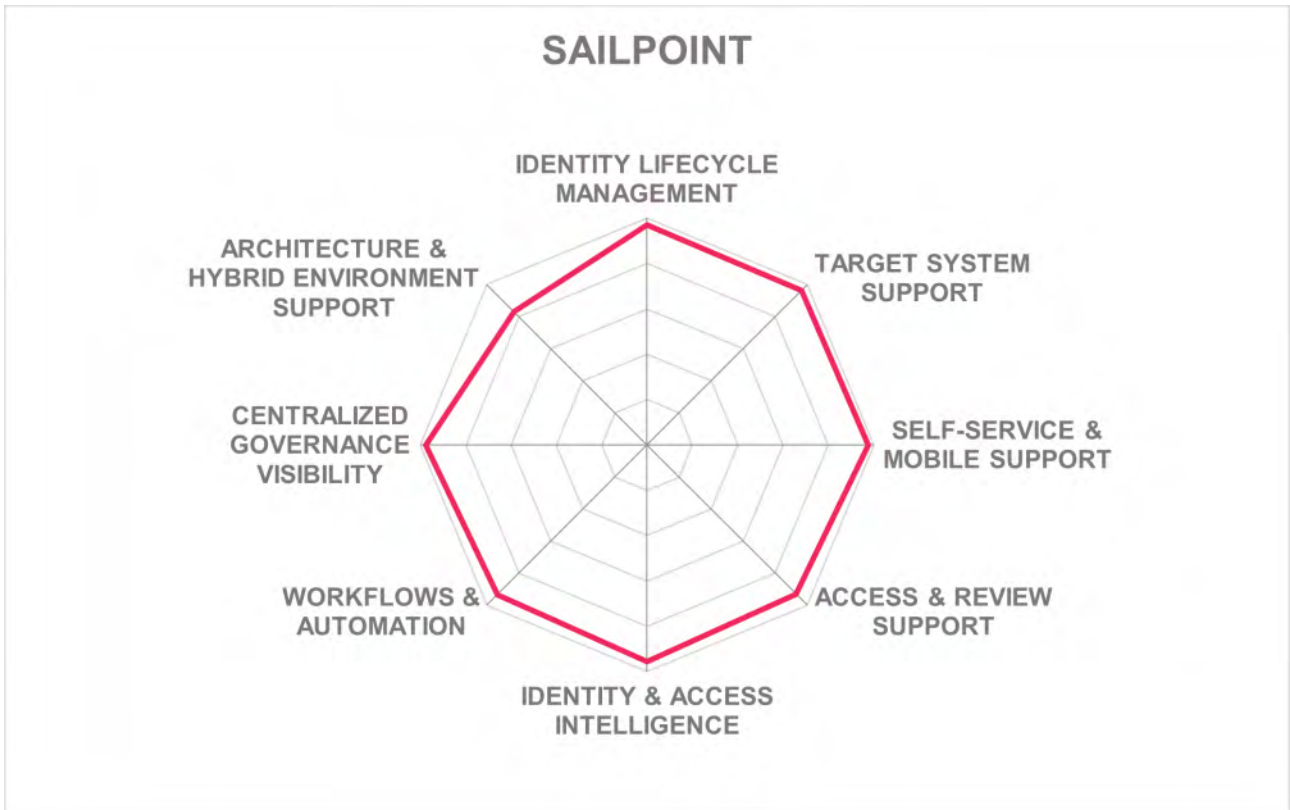 SAILPOINT
IDENTITY LIFECYCLE
MANAGEMENT
TARGET SYSTEM
SUPPORT
SELF-SERVICE &
MOBILE SUPPORT
ACCESS & REVIEW
SUPPORT
IDENTITY & ACCESS
INTELLIGENCE
WORKFLOWS &
AUTOMATION
CENTRALIZED
GOVERNANCE
VISIBILITY
ARCHITECTURE &
HYBRID ENVIRONMENT
SUPPORT